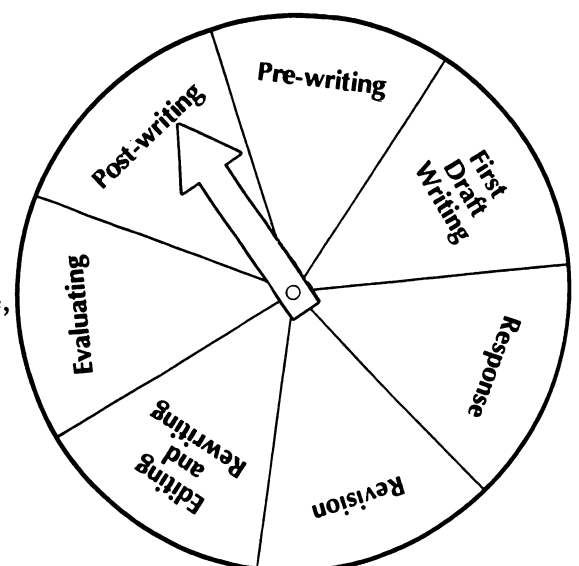 Pre-writing
First
Draft
Writing
Response
Revision
Editing
and
Rewriting
Evaluating
Post-writing